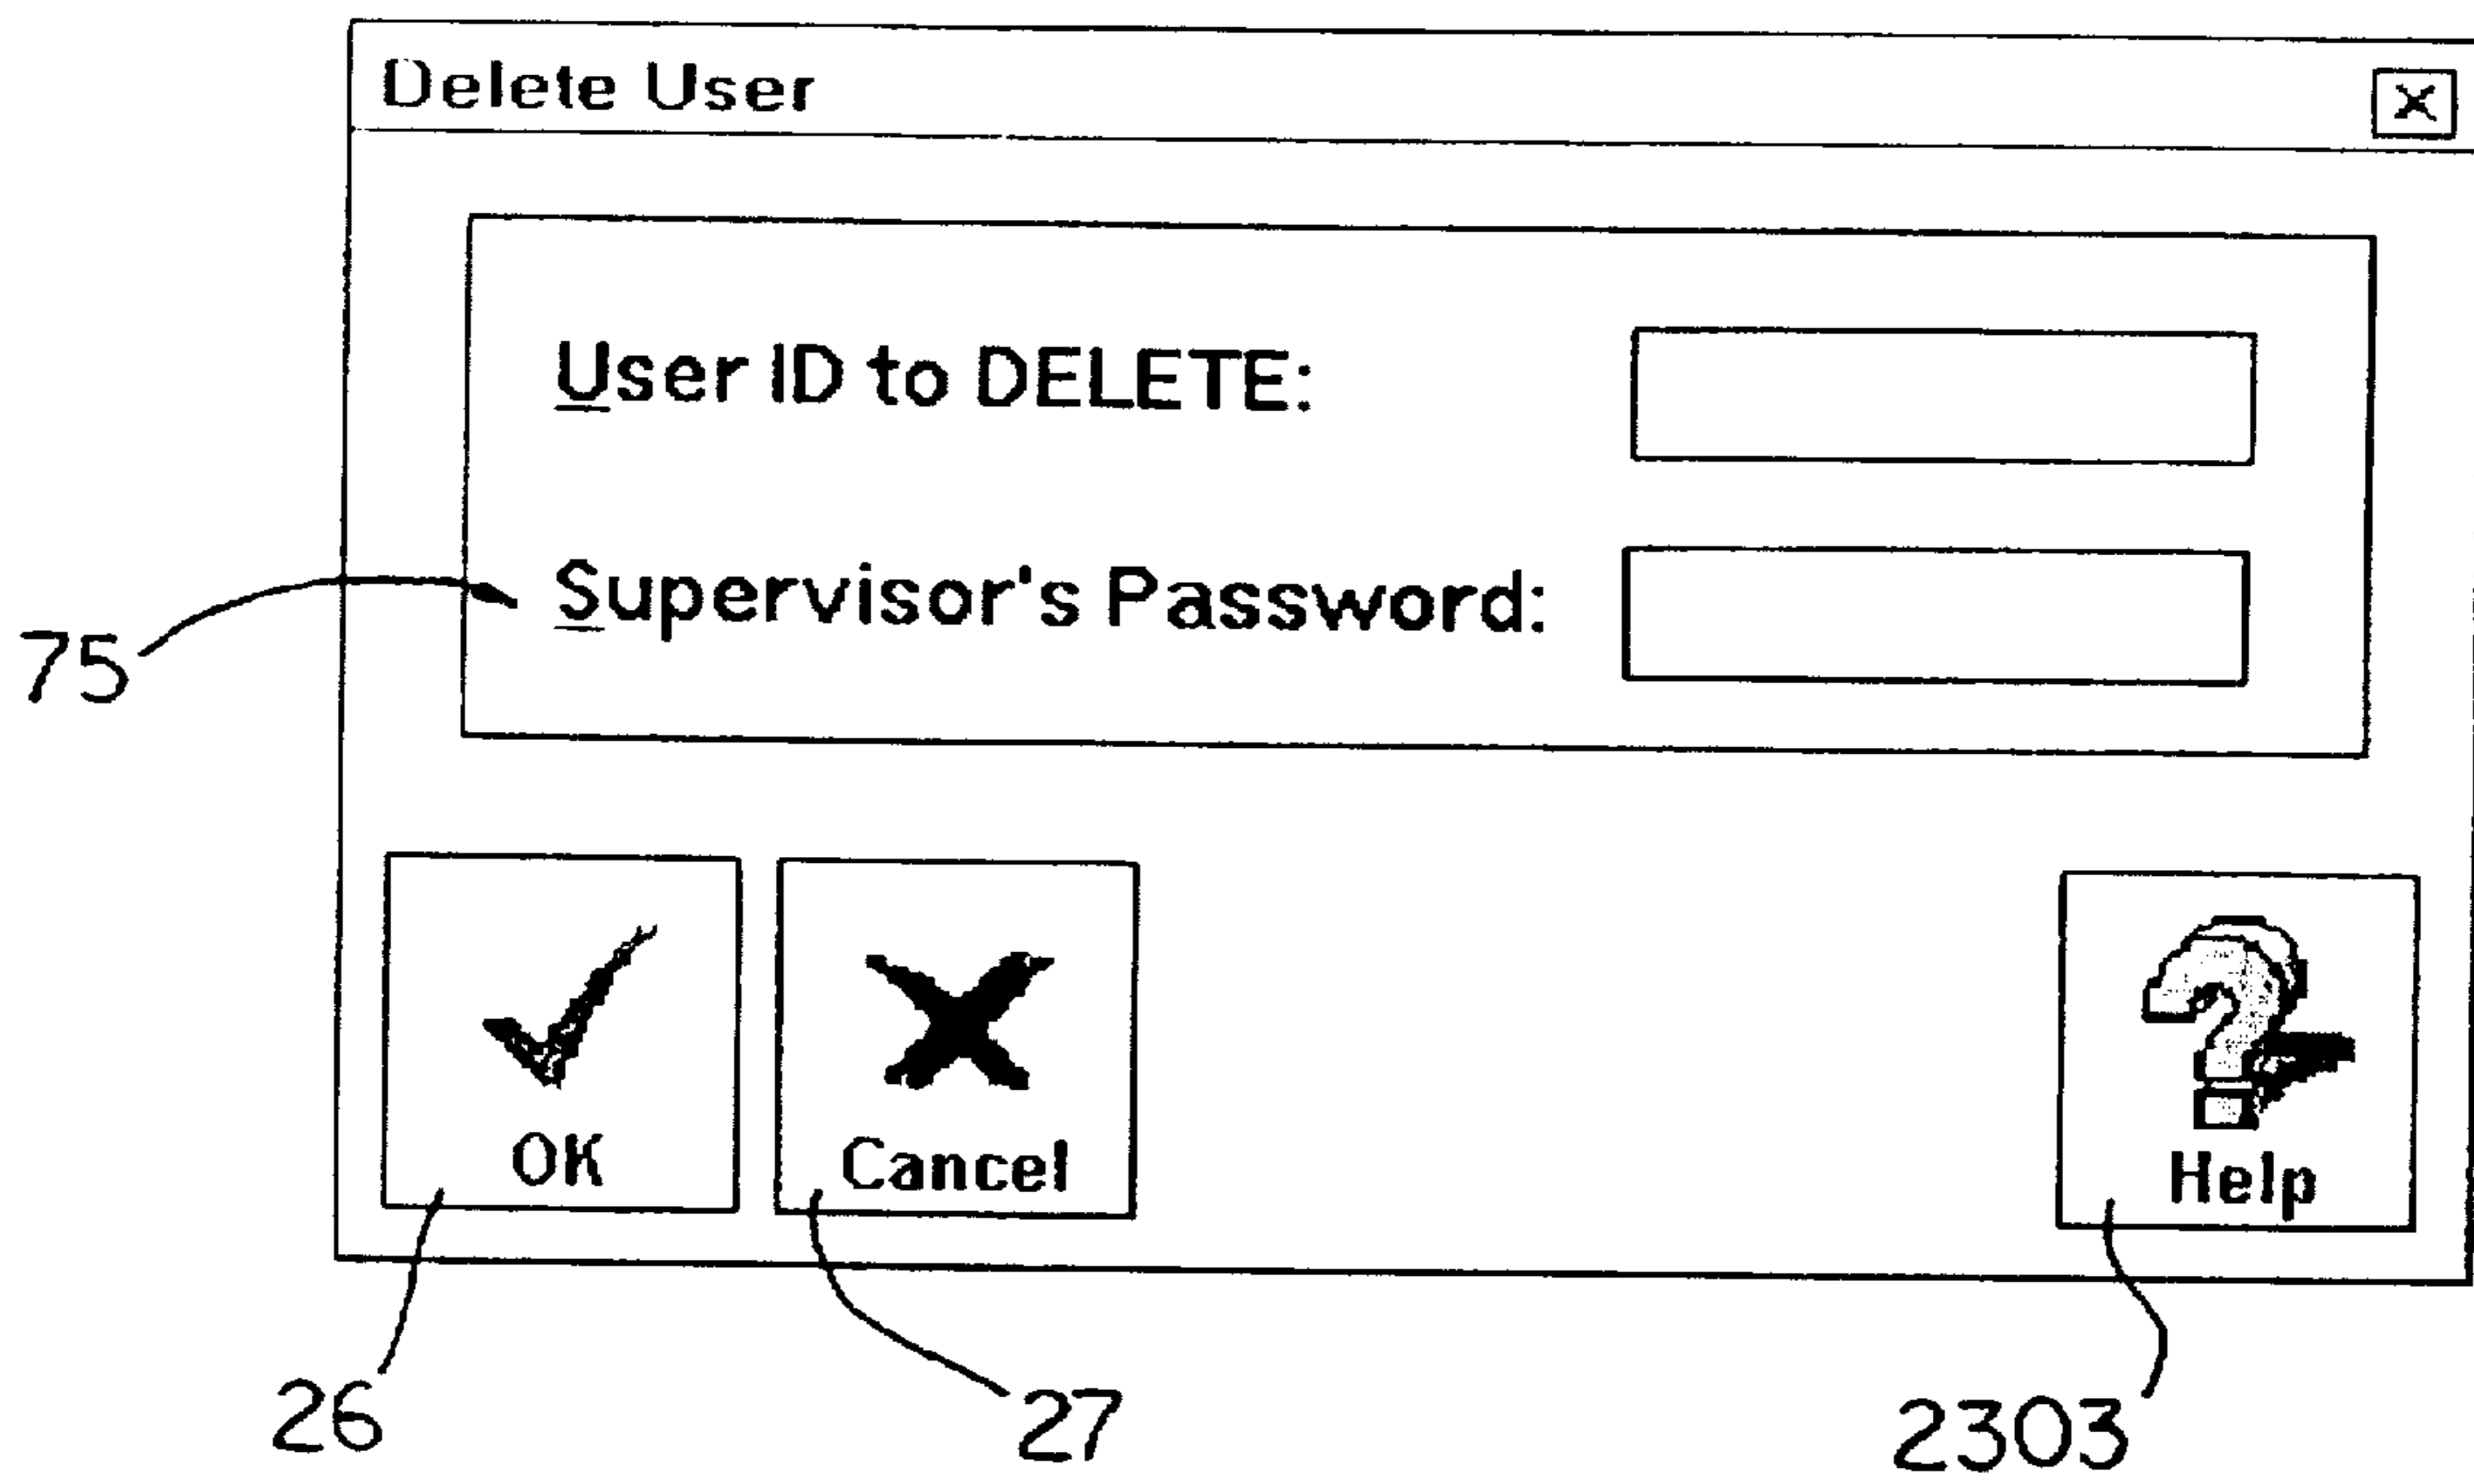 Delete User
User ID to DELETE:
Supervisor's Password:
75
OK
Cancel
Help
26
27
2303